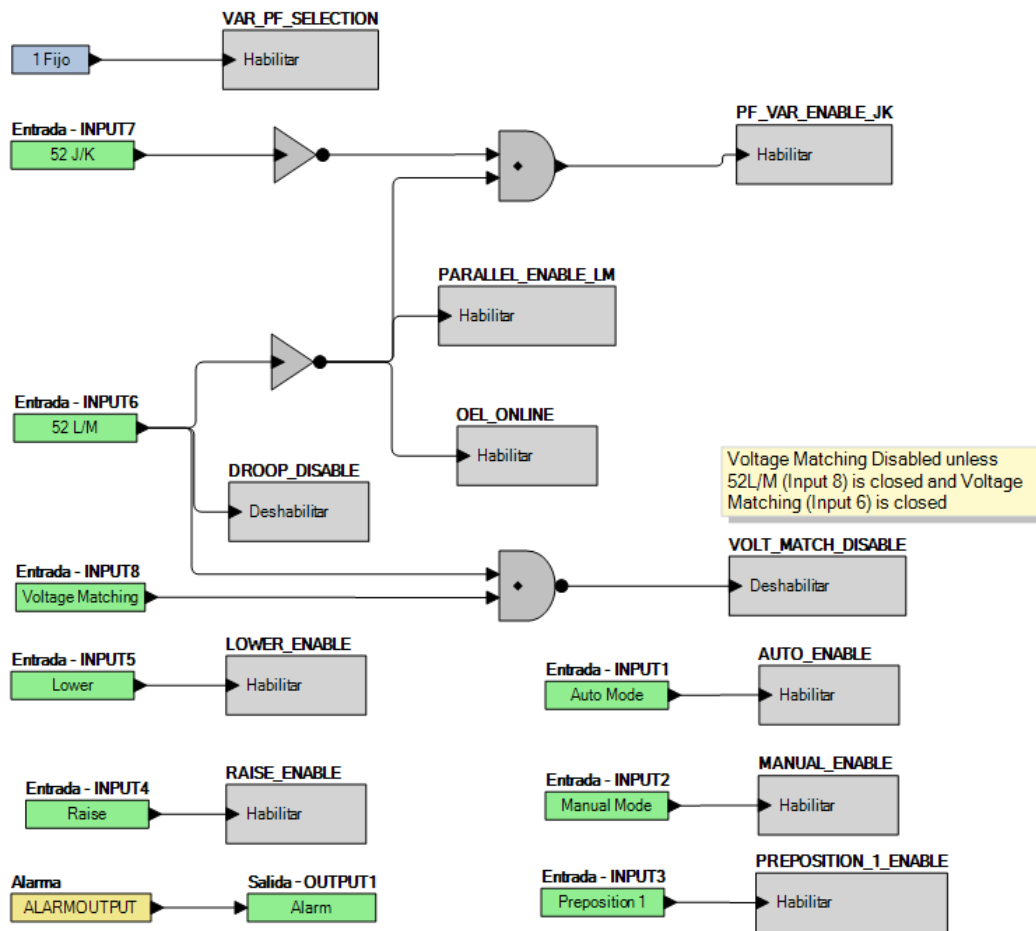 VAR_PF_SELECTION
1 Fijo
Habilitar
Entrada - INPUT7
52 J/K
PF_VAR_ENABLE_JK
Habilitar
PARALLEL_ENABLE_LM
Habilitar
Entrada - INPUT6
52 L/M
OEL_ONLINE
Habilitar
DROOP_DISABLE
Deshabilitar
Voltage Matching Disabled unless
52L/M (Input 8) is closed and Voltage
Matching (Input 6) is closed
Entrada - INPUT8
Voltage Matching
VOLT_MATCH_DISABLE
Deshabilitar
Entrada - INPUT5
Lower
LOWER_ENABLE
Habilitar
Entrada - INPUT1
Auto Mode
AUTO_ENABLE
Habilitar
Entrada - INPUT4
Raise
RAISE_ENABLE
Habilitar
Entrada - INPUT2
Manual Mode
MANUAL_ENABLE
Habilitar
Alarma
ALARMOUTPUT
Salida - OUTPUT1
Alarm
Entrada - INPUT3
Preposition 1
PREPOSITION_1_ENABLE
Habilitar